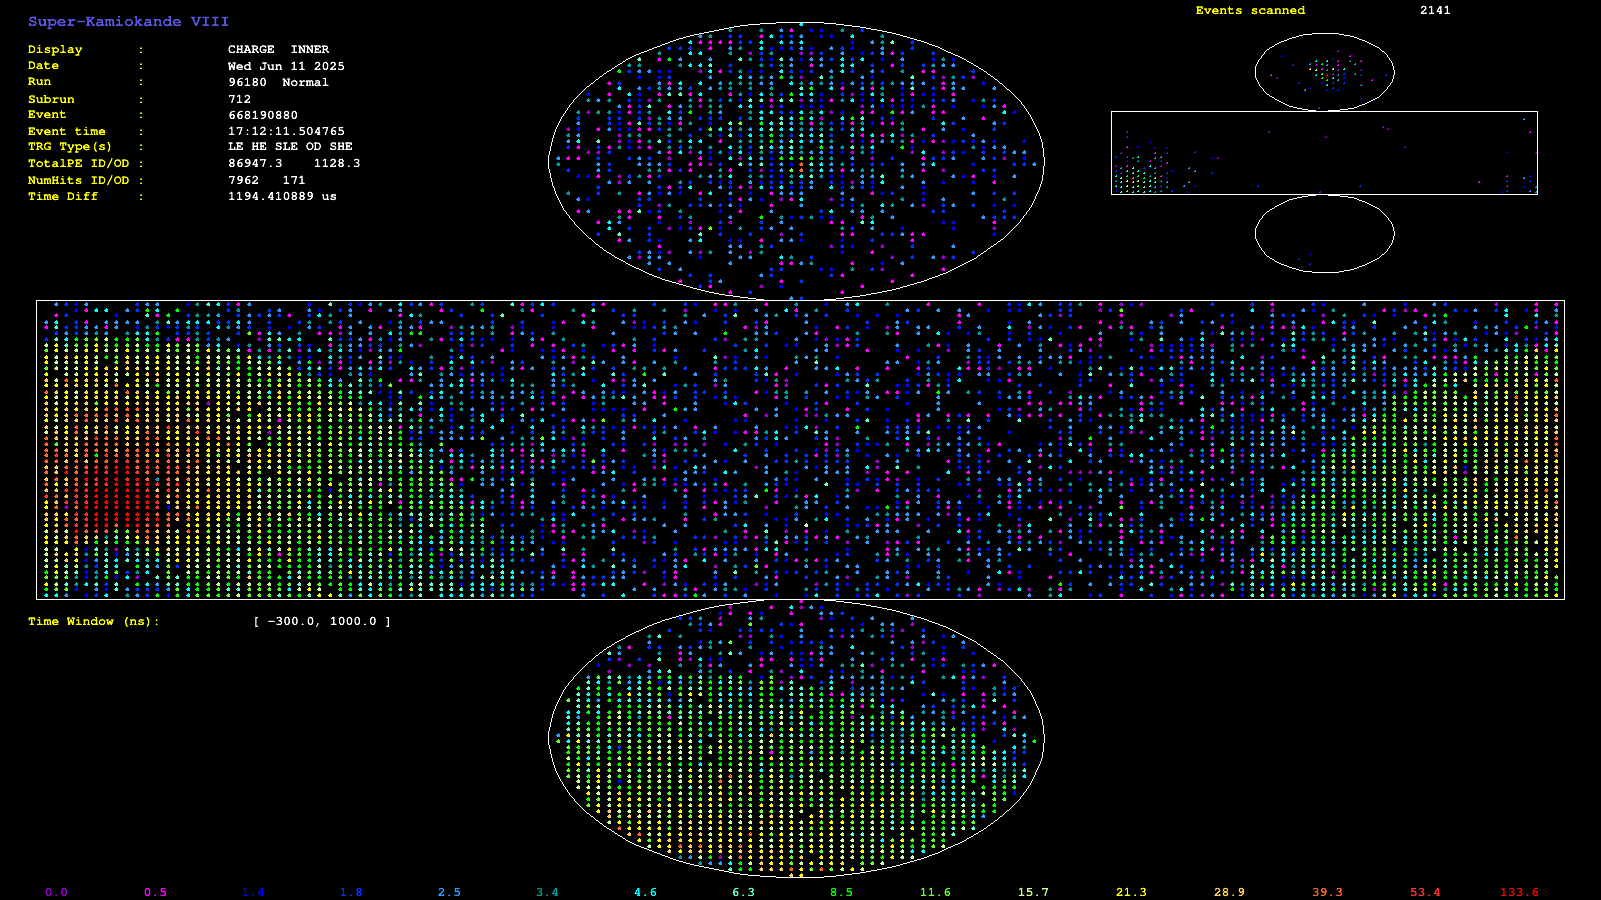 Super-Kamiokande VIII
Events scanned 2141
Display : CHARGE INNER
Date : Wed Jun 11 2025
Run : 96180 Normal
Subrun : 712
Event : 668190880
Event time : 17:12:11.504765
TRG Type(s) : LE HE SLE OD SHE
TotalPE ID/OD : 86947.3 1128.3
NumHits ID/OD : 7962 171
Time Diff : 1194.410889 us
Time Window (ns): [ -300.0, 1000.0 ]
0.0 0.5 1.4 1.8 2.5 3.4 4.6 6.3 8.5 11.6 15.7 21.3 28.9 39.3 53.4 133.6